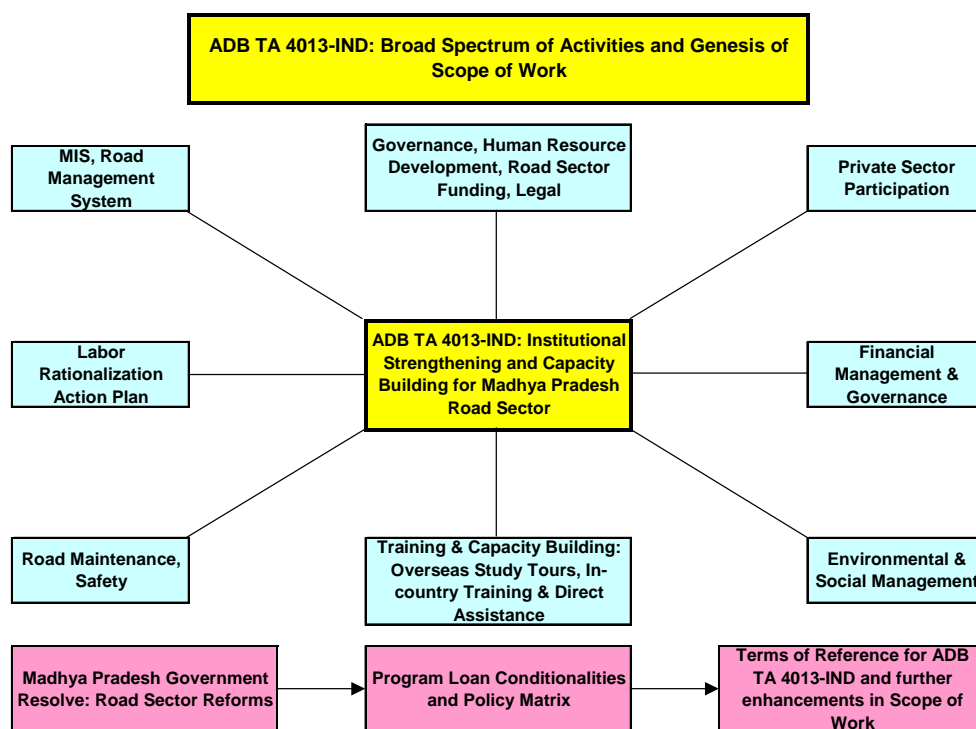 ADB TA 4013-IND: Broad Spectrum of Activities and Genesis of
Scope of Work
MIS, Road
Management
System
Governance, Human Resource
Development, Road Sector
Funding, Legal
Private Sector
Participation
Labor
Rationalization
Action Plan
ADB TA 4013-IND: Institutional
Strengthening and Capacity
Building for Madhya Pradesh
Road Sector
Financial
Management &
Governance
Road Maintenance,
Safety
Training & Capacity Building:
Overseas Study Tours, In-
country Training & Direct
Assistance
Environmental &
Social Management
Madhya Pradesh Government
Resolve: Road Sector Reforms
Program Loan Conditionalities
and Policy Matrix
Terms of Reference for ADB
TA 4013-IND and further
enhancements in Scope of
Work